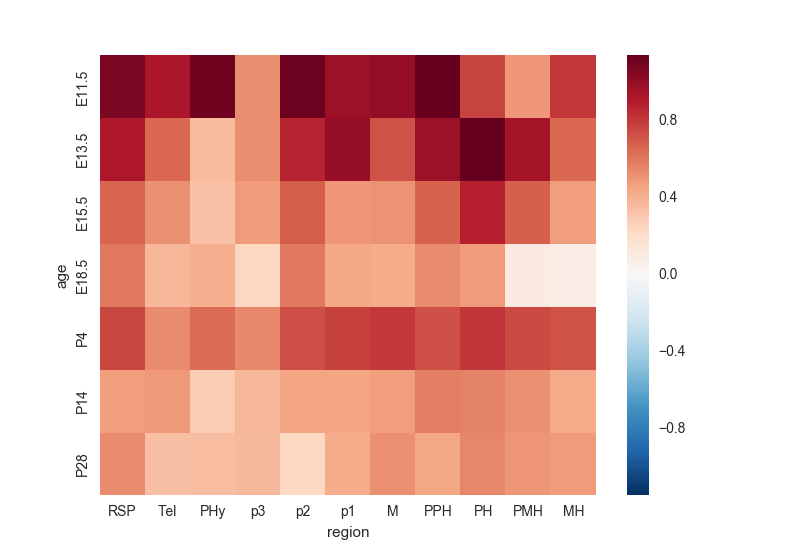 age
E11.5
E13.5
E15.5
E18.5
P4
P14
P28
RSP Tel PHy p3 p2 p1 M PPH PH PMH MH
region
0.8
0.4
0.0
−0.4
−0.8